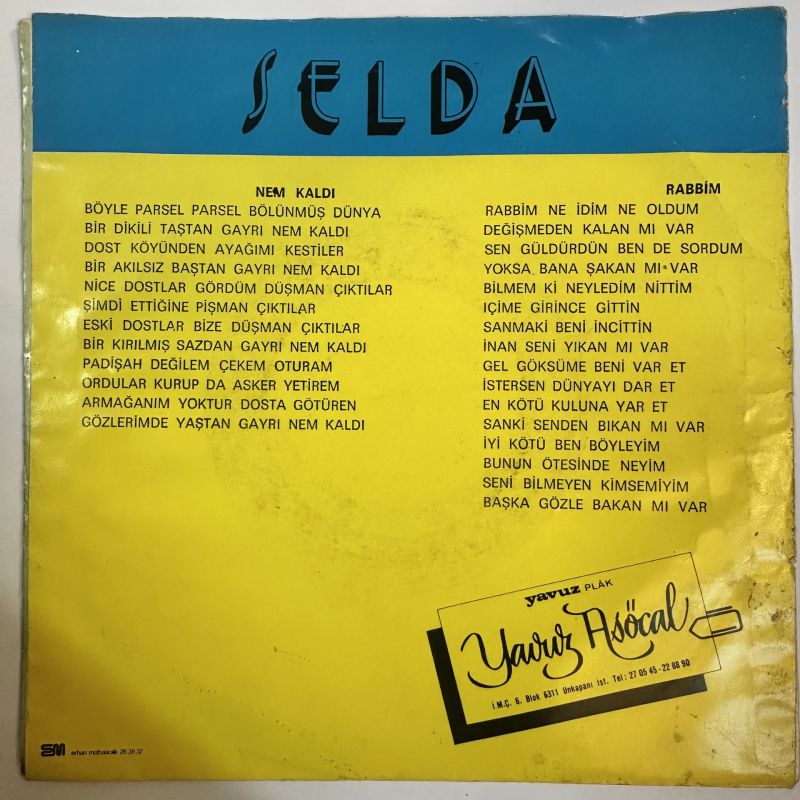 SELDA
NEM KALDI
BÖYLE PARSEL PARSEL BÖLÜNMÜŞ DÜNYA
BİR DİKİLİ TAŞTAN GAYRI NEM KALDI
DOST KÖYÜNDEN AYAĞIMI KESTİLER
BİR AKILSIZ BAŞTAN GAYRI NEM KALDI
NİCE DOSTLAR GÖRDÜM DÜŞMAN ÇIKTILAR
ŞİMDİ ETTİĞİNE PİŞMAN ÇIKTILAR
ESKİ DOSTLAR BİZE DÜŞMAN ÇIKTILAR
BİR KIRILMIŞ SAZDAN GAYRI NEM KALDI
PADİŞAH DEĞİLEM ÇEKEM OTURAM
ORDULAR KURUP DA ASKER YETİREM
ARMAĞANIM YOKTUR DOSTA GÖTÜREN
GÖZLERİMDE YAŞTAN GAYRI NEM KALDI
RABBİM
RABBİM NE İDİM NE OLDUM
DEĞİŞMEDEN KALAN MI VAR
SEN GÜLDÜRDÜN BEN DE SORDUM
YOKSA BANA ŞAKAN MI VAR
BİLMEM Kİ NEYLEDİM NİTTİM
IÇİME GİRİNCE GİTTİN
SANMAKİ BENİ İNCİTTİN
İNAN SENİ YIKAN MI VAR
GEL GÖKSÜME BENİ VAR ET
İSTERSEN DÜNYAYI DAR ET
EN KÖTÜ KULUNA YAR ET
SANKİ SENDEN BIKAN MI VAR
İYİ KÖTÜ BEN BÖYLEYİM
BUNUN ÖTESİNDE NEYİM
SENİ BİLMEYEN KİMSEMİYİM
BAŞKA GÖZLE BAKAN MI VAR
yavuz PLÂK
Yavuz Asöcal
İ.M.Ç. 6. Blok 6311 Unkapanı İst. Tel: 27 05 45 - 22 88 90
EM erhan matbaacılık 26 38 32